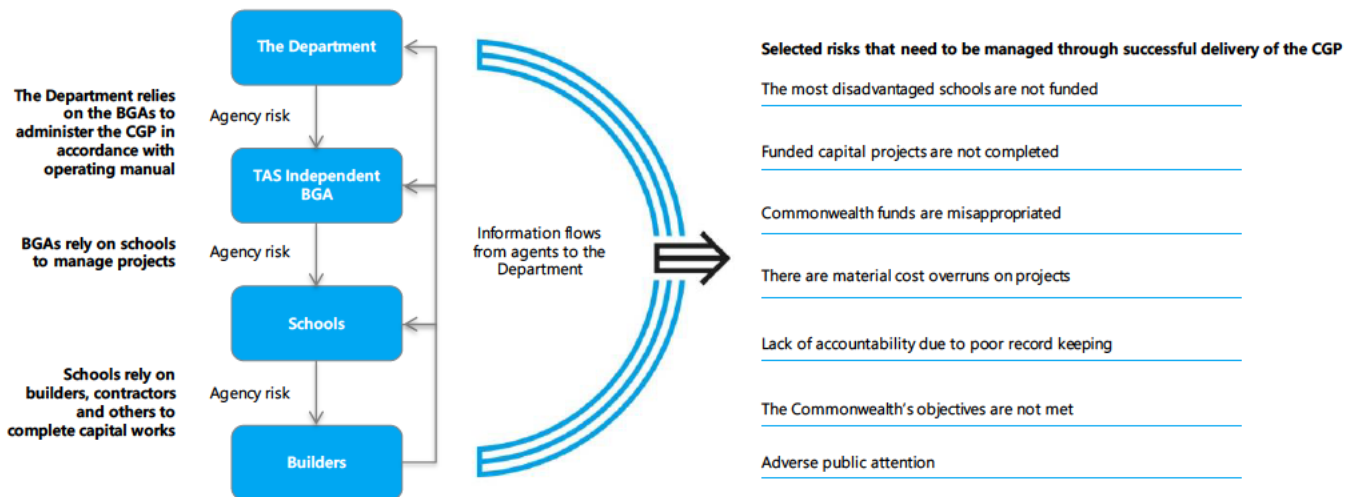 The Department
The Department relies
on the BGAs to
administer the CGP in
accordance with
operating manual
Agency risk
TAS Independent
BGA
BGAs rely on schools
to manage projects
Agency risk
Schools
Schools rely on
builders, contractors
and others to
complete capital works
Agency risk
Builders
Information flows
from agents to the
Department
Selected risks that need to be managed through successful delivery of the CGP
The most disadvantaged schools are not funded
Funded capital projects are not completed
Commonwealth funds are misappropriated
There are material cost overruns on projects
Lack of accountability due to poor record keeping
The Commonwealth's objectives are not met
Adverse public attention